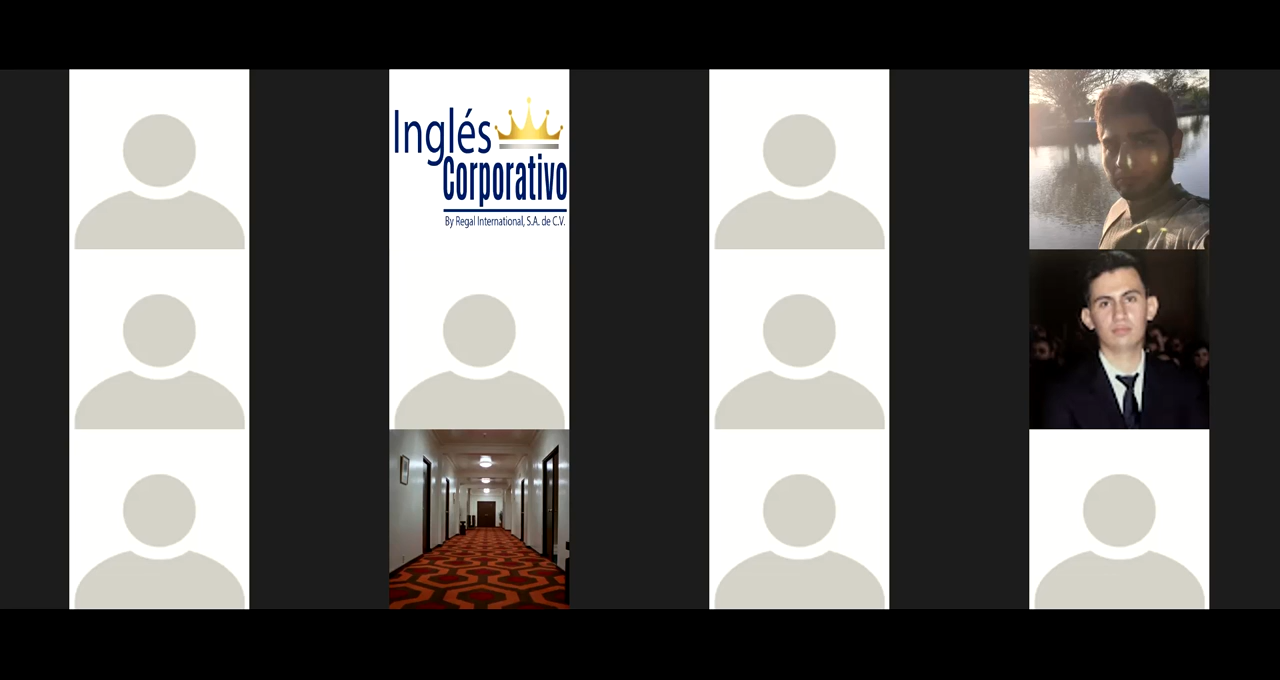 Inglés
Corporativo
By Regal International, S.A. de C.V.